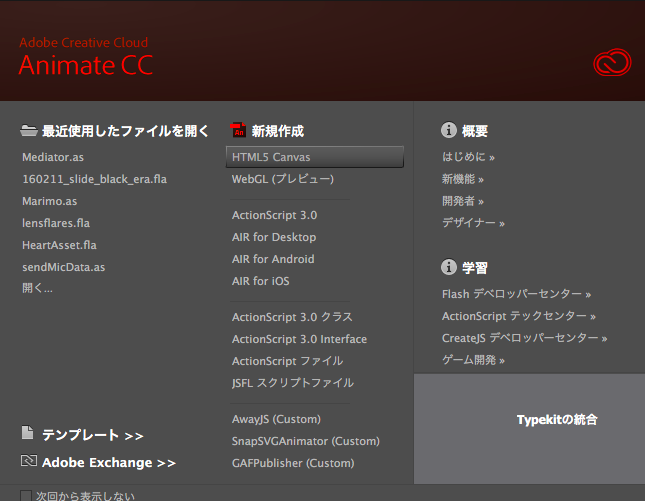 Adobe Creative Cloud
Animate CC
最近使用したファイルを開く
Mediator.as
160211_slide_black_era.fla
Marimo.as
lensflares.fla
HeartAsset.fla
sendMicData.as
開く...
テンプレート >>
Adobe Exchange >>
新規作成
HTML5 Canvas
WebGL (プレビュー)
ActionScript 3.0
AIR for Desktop
AIR for Android
AIR for iOS
ActionScript 3.0 クラス
ActionScript 3.0 Interface
ActionScript ファイル
JSFL スクリプトファイル
AwayJS (Custom)
SnapSVGAnimator (Custom)
GAFPublisher (Custom)
概要
はじめに »
新機能 »
開発者 »
デザイナー »
学習
Flash デベロッパーセンター »
ActionScript テックセンター »
CreateJS デベロッパーセンター »
ゲーム開発 »
Typekitの統合
次回から表示しない